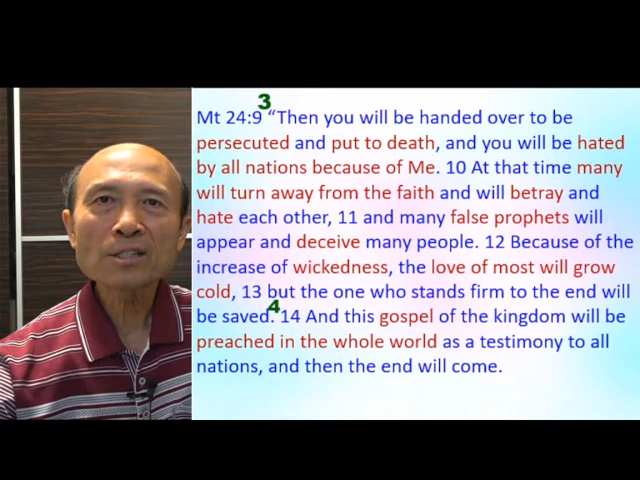 3
Mt 24:9 “Then you will be handed over to be
persecuted and put to death, and you will be hated
by all nations because of Me. 10 At that time many
will turn away from the faith and will betray and
hate each other, 11 and many false prophets will
appear and deceive many people. 12 Because of the
increase of wickedness, the love of most will grow
cold, 13 but the one who stands firm to the end will
4
be saved. 14 And this gospel of the kingdom will be
preached in the whole world as a testimony to all
nations, and then the end will come.